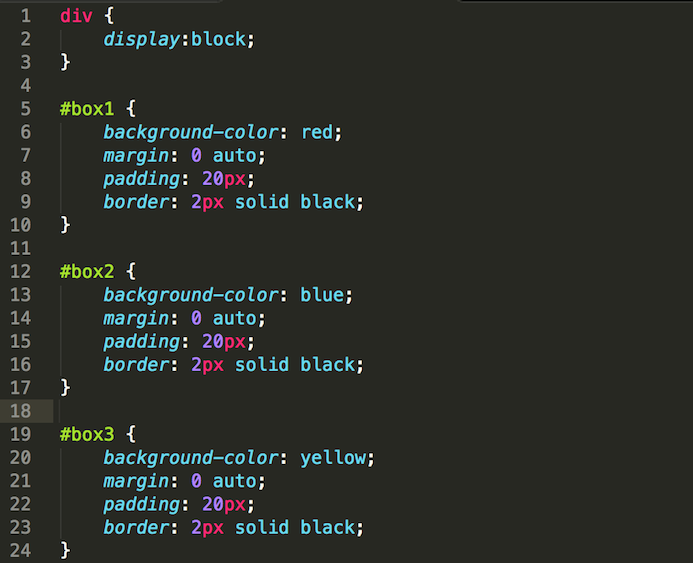 1 div {
2     display:block;
3 }
4
5 #box1 {
6     background-color: red;
7     margin: 0 auto;
8     padding: 20px;
9     border: 2px solid black;
10 }
11
12 #box2 {
13     background-color: blue;
14     margin: 0 auto;
15     padding: 20px;
16     border: 2px solid black;
17 }
18
19 #box3 {
20     background-color: yellow;
21     margin: 0 auto;
22     padding: 20px;
23     border: 2px solid black;
24 }